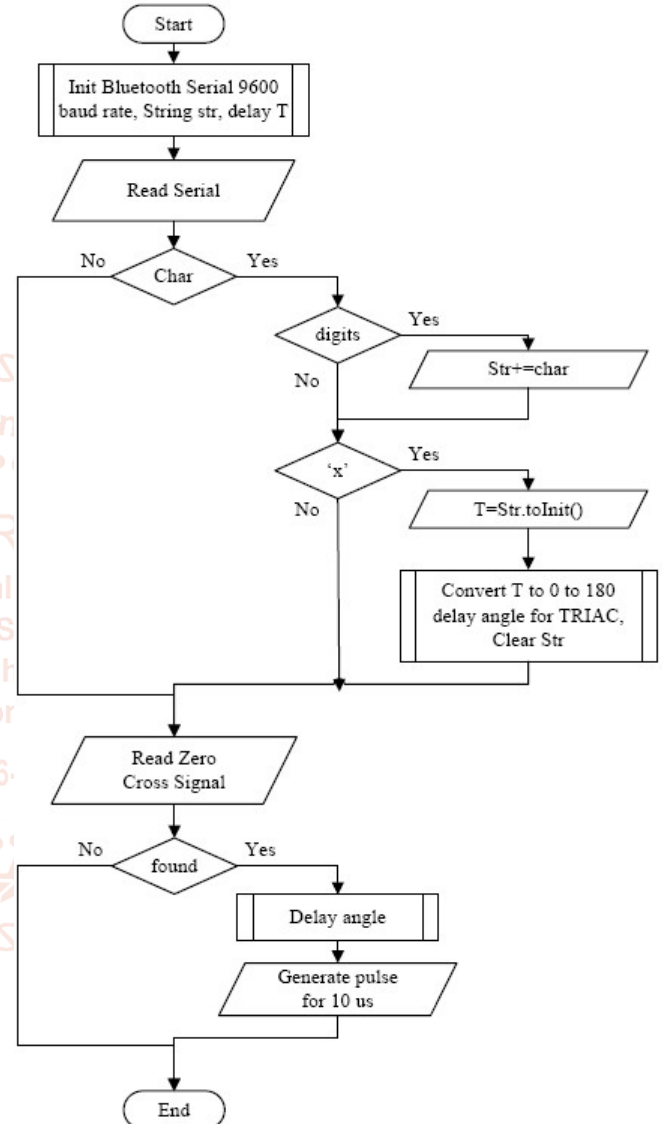 Start
Init Bluetooth Serial 9600
baud rate, String str, delay T
Read Serial
No
Char
Yes
digits
Yes
No
Str+=char
‘x’
Yes
No
T=Str.toInit()
Convert T to 0 to 180
delay angle for TRIAC,
Clear Str
Read Zero
Cross Signal
No
found
Yes
Delay angle
Generate pulse
for 10 us
End